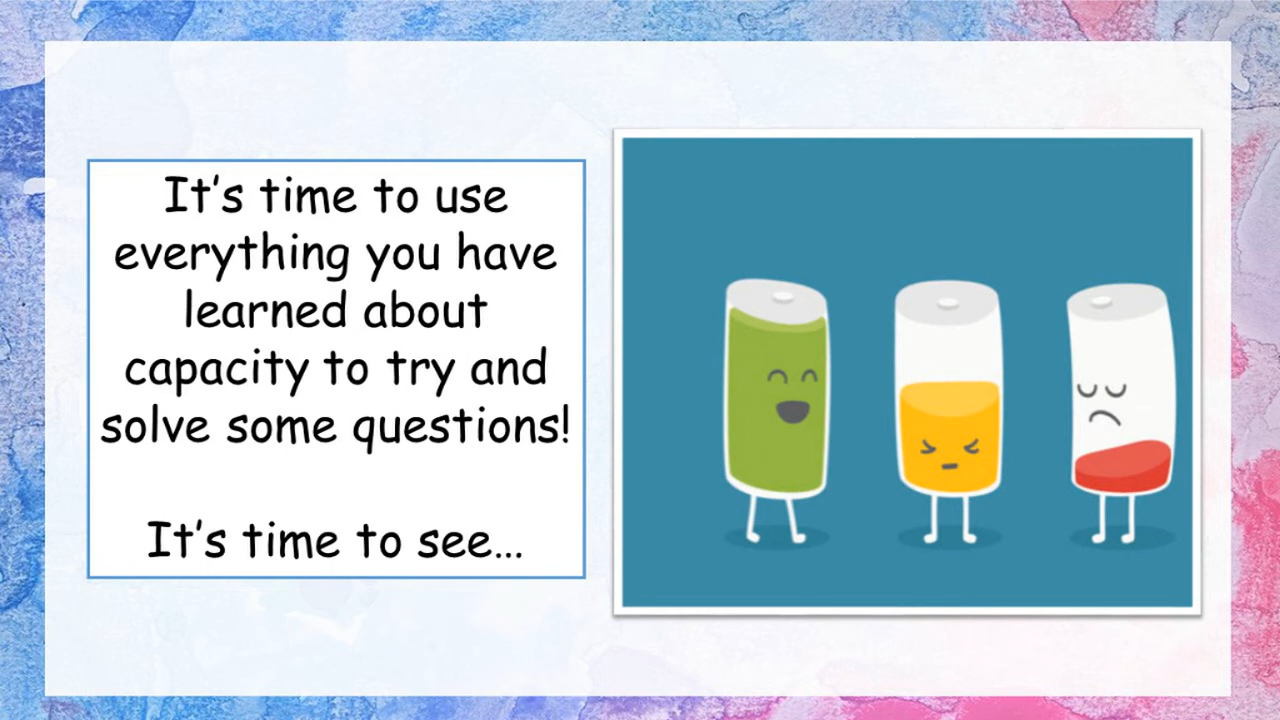 It’s time to use
everything you have
learned about
capacity to try and
solve some questions!
It’s time to see…